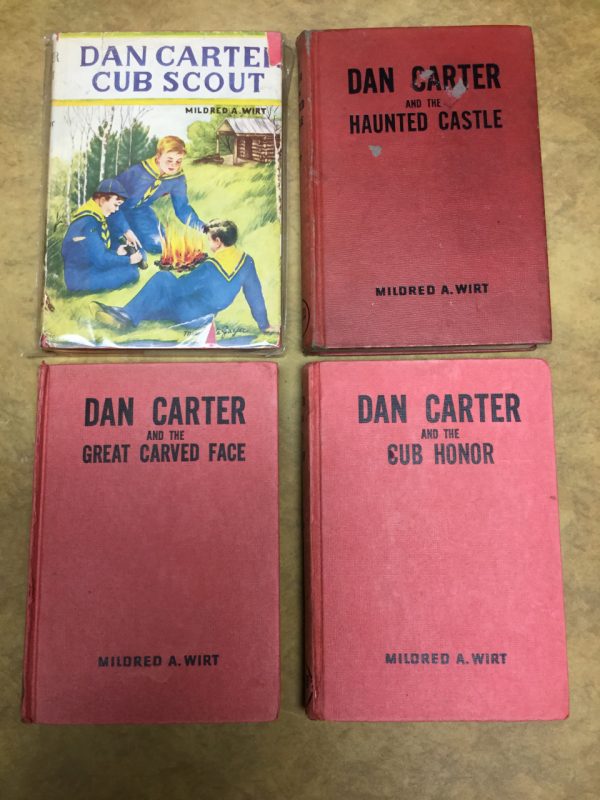 DAN CARTER
CUB SCOUT
MILDRED A. WIRT
DAN CARTER
AND THE
HAUNTED CASTLE
MILDRED A. WIRT
DAN CARTER
AND THE
GREAT CARVED FACE
MILDRED A. WIRT
DAN CARTER
AND THE
CUB HONOR
MILDRED A. WIRT